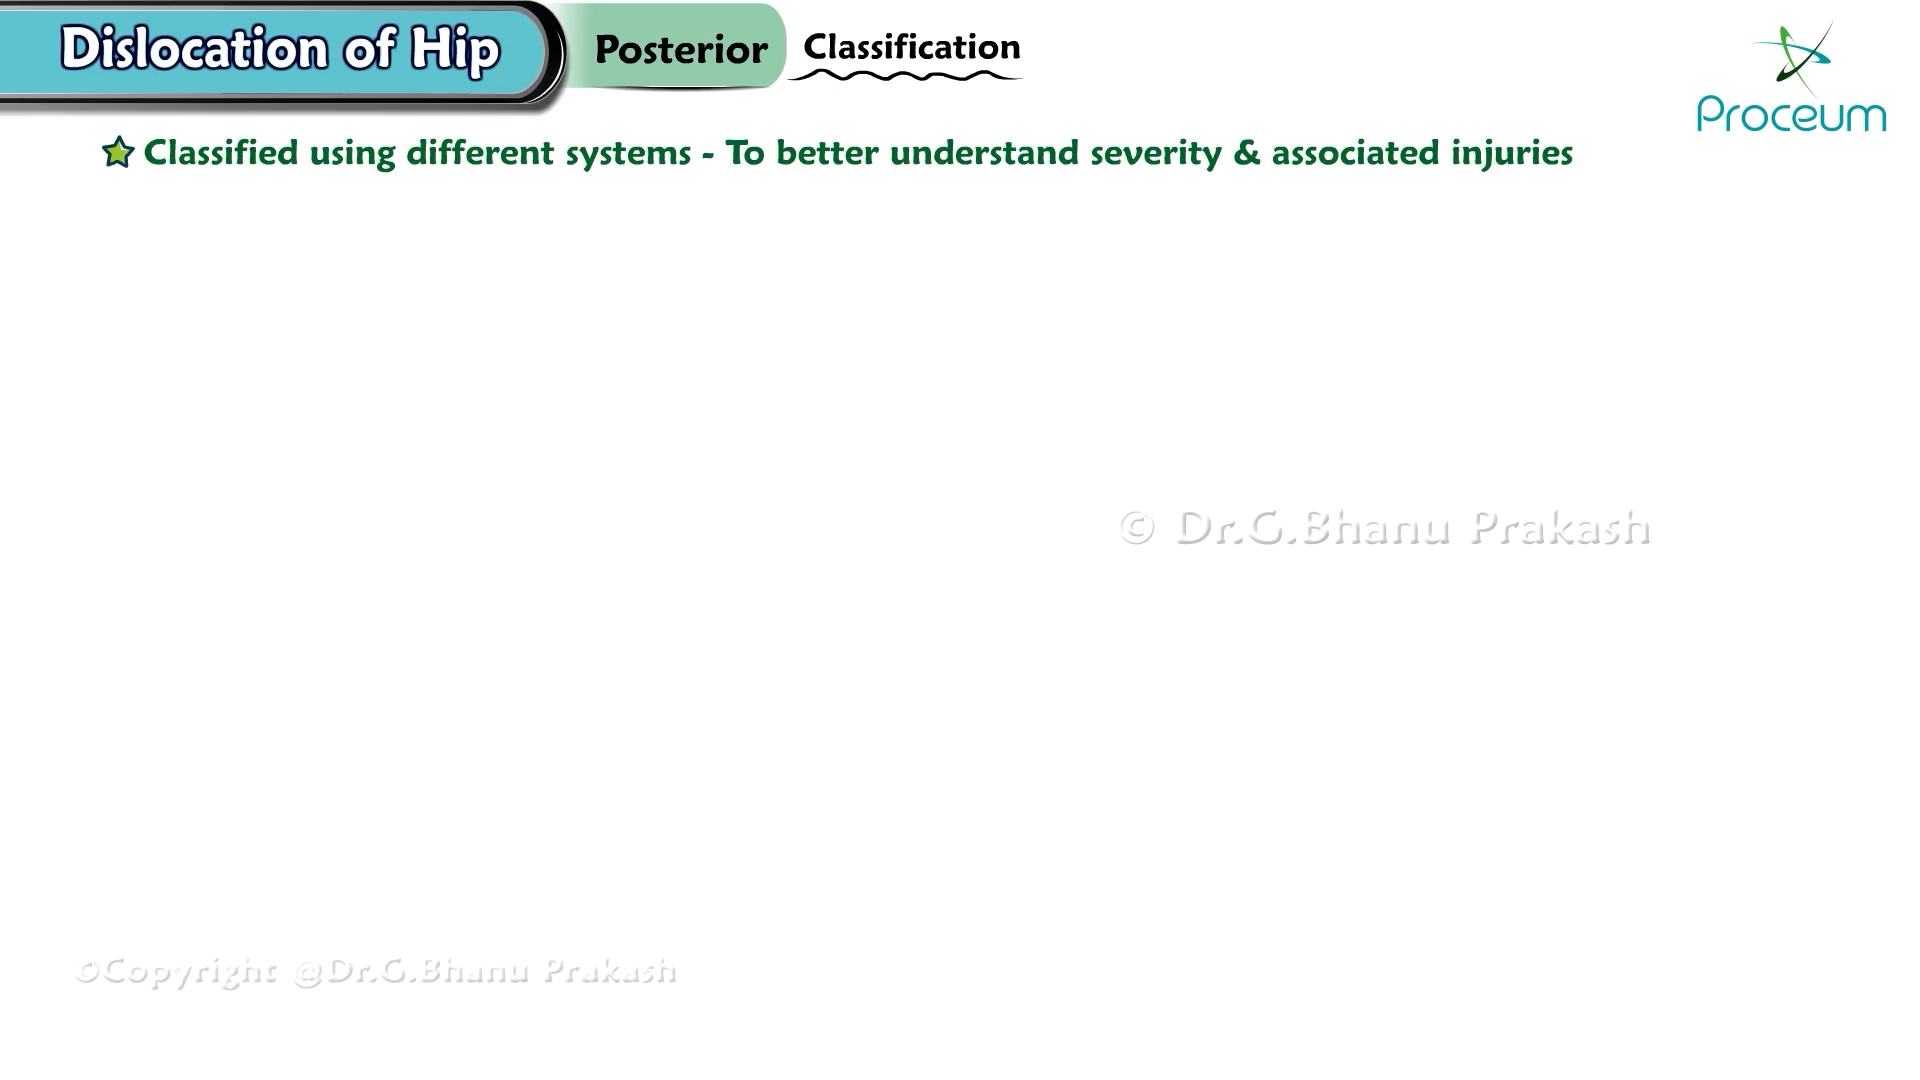 Dislocation of Hip Posterior Classification
Proceum
Classified using different systems - To better understand severity & associated injuries
© Dr.G.Bhanu Prakash
©Copyright @Dr.G.Bhanu Prakash